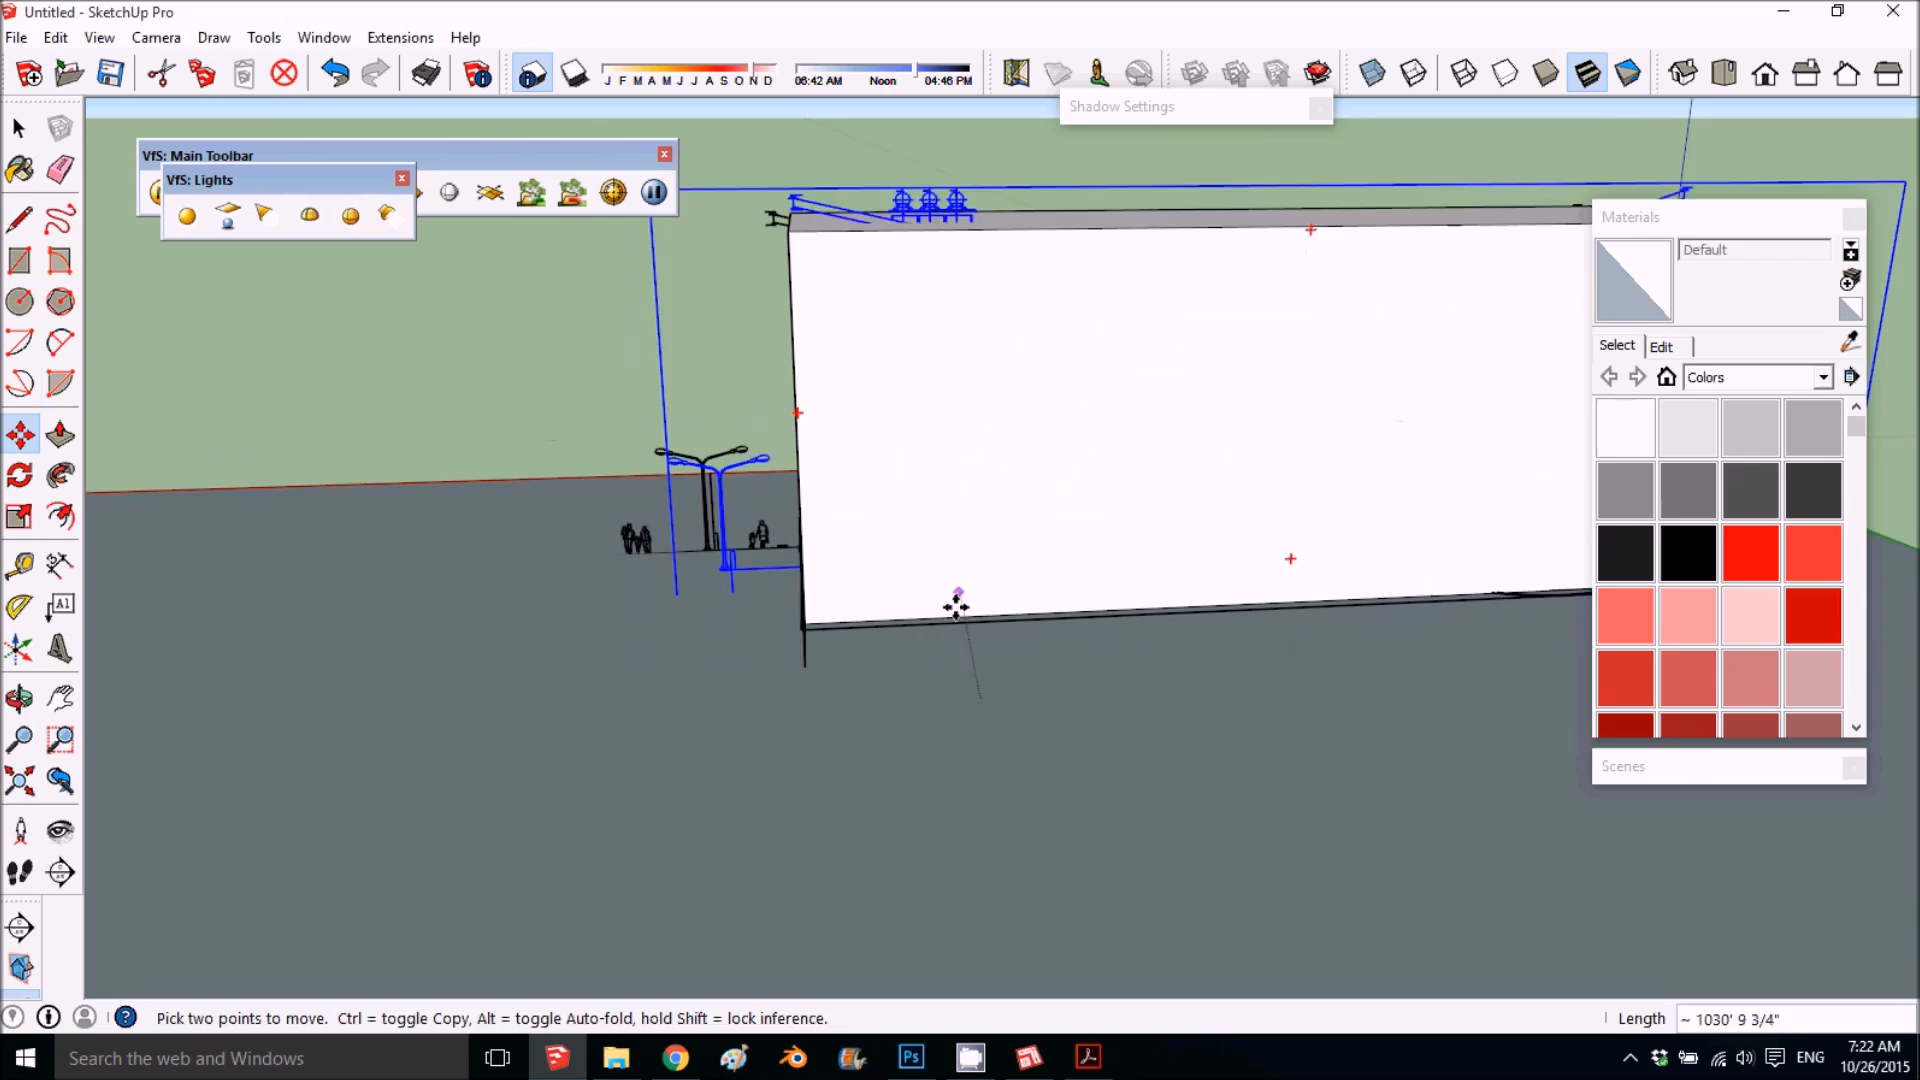 Untitled - SketchUp Pro
File Edit View Camera Draw Tools Window Extensions Help
J F M A M J J A S O N D
06:42 AM Noon 04:46 PM
Shadow Settings
VfS: Main Toolbar
VfS: Lights
Materials
Default
Select Edit
Colors
A1
Scenes
Pick two points to move. Ctrl = toggle Copy, Alt = toggle Auto-fold, hold Shift = lock inference.
Length ~ 1030' 9 3/4"
Search the web and Windows
Ps
ENG
7:22 AM
10/26/2015